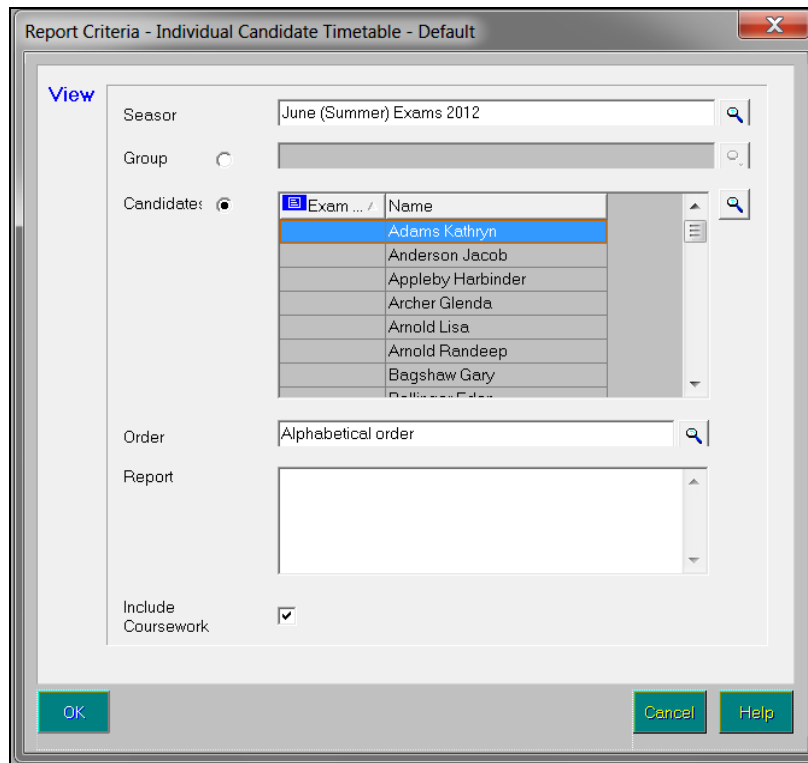 Report Criteria - Individual Candidate Timetable - Default
View
Seasor
June (Summer) Exams 2012
Group
Candidate:
Exam ... Name
Adams Kathryn
Anderson Jacob
Appleby Harbinder
Archer Glenda
Arnold Lisa
Arnold Randeep
Bagshaw Gary
Order
Alphabetical order
Report
Include
Coursework
OK
Cancel
Help